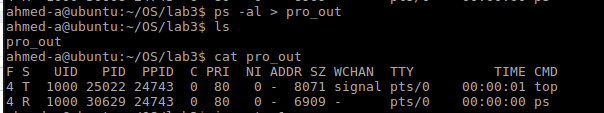 ahmed-a@ubuntu:~/OS/lab3$ ps -al > pro_out
ahmed-a@ubuntu:~/OS/lab3$ ls
pro_out
ahmed-a@ubuntu:~/OS/lab3$ cat pro_out
F S   UID   PID  PPID  C PRI  NI ADDR SZ WCHAN  TTY          TIME CMD
4 T  1000 25022 24743  0  80   0 -  8071 signal pts/0    00:00:01 top
4 R  1000 30629 24743  0  80   0 -  6909 -      pts/0    00:00:00 ps